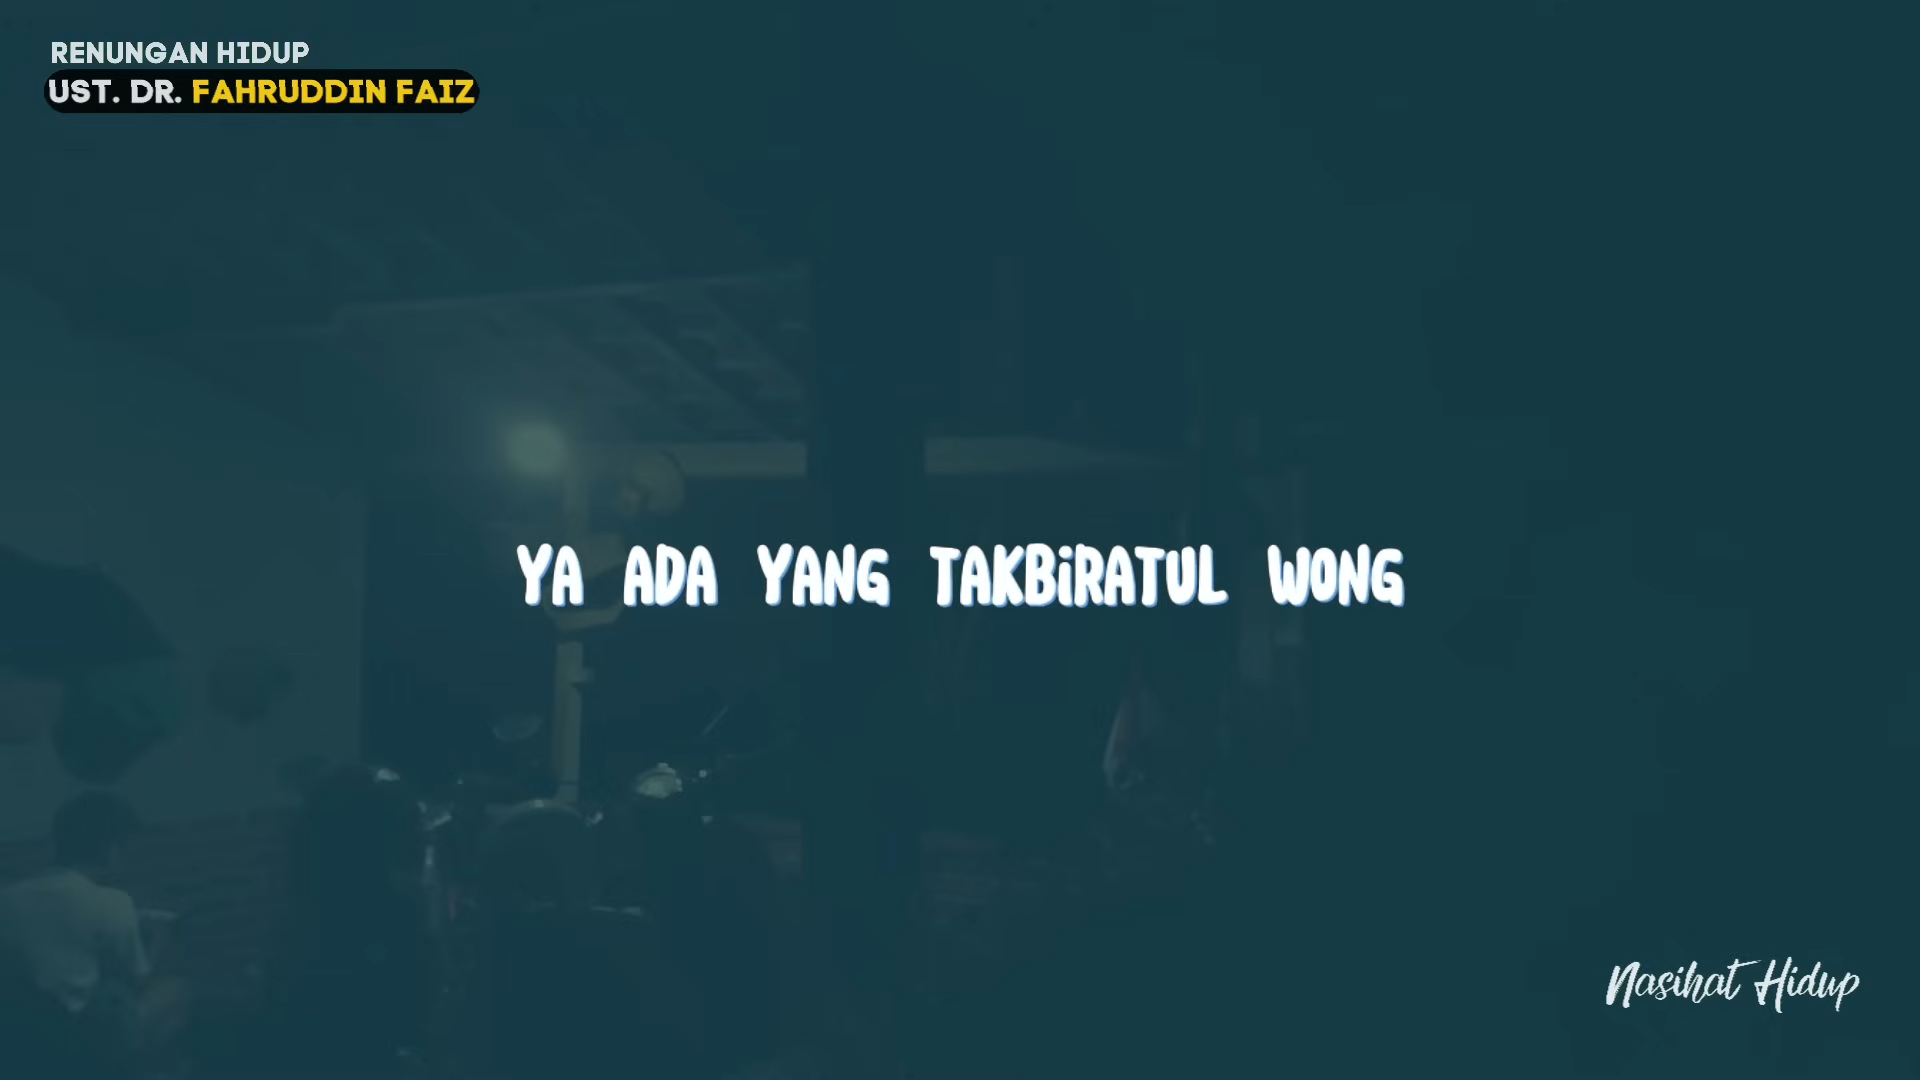 RENUNGAN HIDUP
UST. DR. FAHRUDDIN FAIZ
YA ADA YANG TAKBiRATUL WONG
Nasihat Hidup